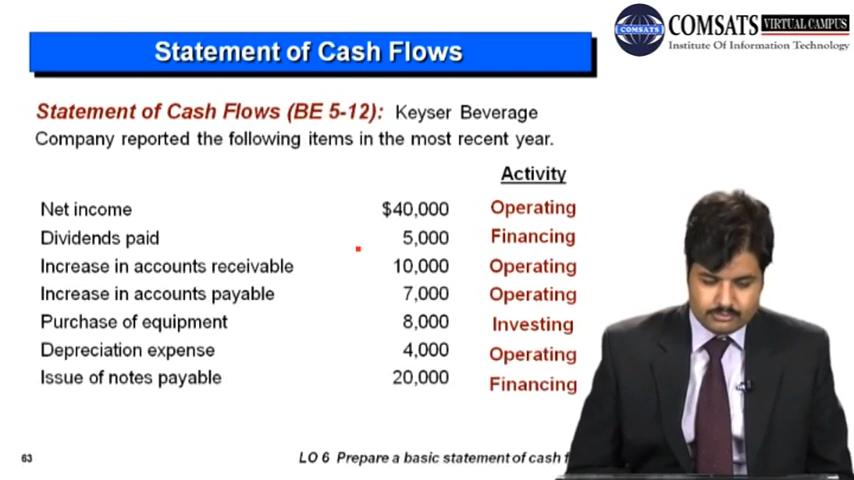 COMSATS VIRTUAL CAMPUS
COMSATS
Institute Of Information Technology
Statement of Cash Flows
Statement of Cash Flows (BE 5-12): Keyser Beverage
Company reported the following items in the most recent year.
Activity
Net income $40,000 Operating
Dividends paid 5,000 Financing
Increase in accounts receivable 10,000 Operating
Increase in accounts payable 7,000 Operating
Purchase of equipment 8,000 Investing
Depreciation expense 4,000 Operating
Issue of notes payable 20,000 Financing
63
LO 6 Prepare a basic statement of cash f